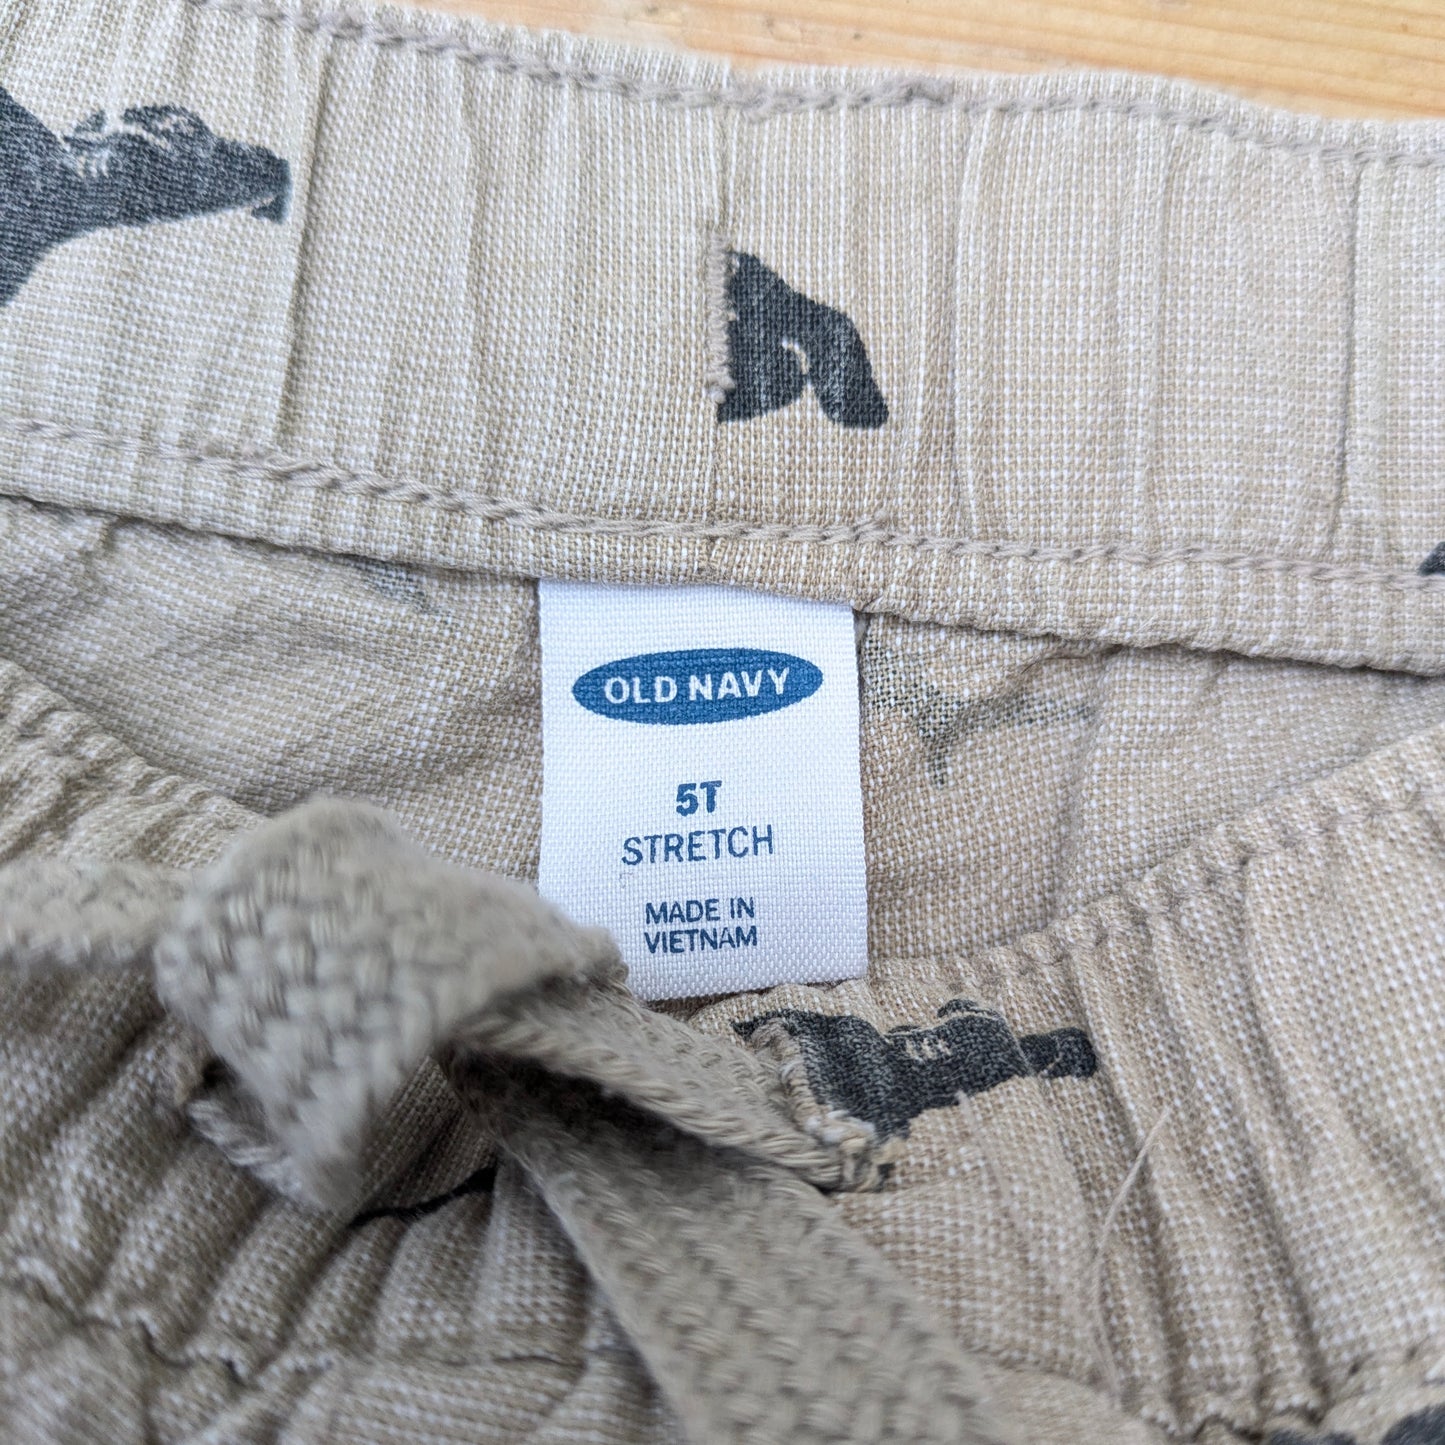 OLD NAVY
5T
STRETCH
MADE IN
VIETNAM